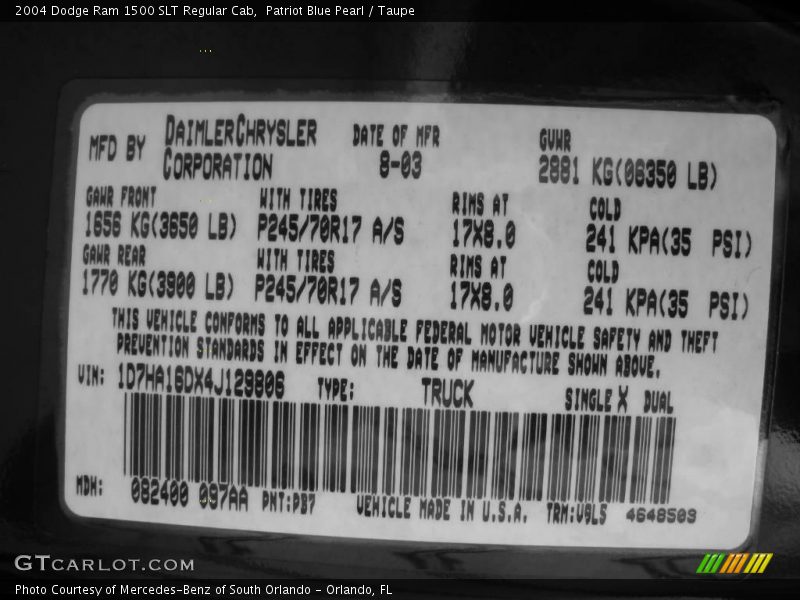 2004 Dodge Ram 1500 SLT Regular Cab,  Patriot Blue Pearl / Taupe
MFD BY DAIMLERCHRYSLER CORPORATION DATE OF MFR 8-03 GVWR 2881 KG(06350 LB)
GAWR FRONT WITH TIRES RIMS AT COLD
1656 KG(3650 LB) P245/70R17 A/S 17X8.0 241 KPA(35 PSI)
GAWR REAR WITH TIRES RIMS AT COLD
1770 KG(3900 LB) P245/70R17 A/S 17X8.0 241 KPA(35 PSI)
THIS VEHICLE CONFORMS TO ALL APPLICABLE FEDERAL MOTOR VEHICLE SAFETY AND THEFT
PREVENTION STANDARDS IN EFFECT ON THE DATE OF MANUFACTURE SHOWN ABOVE.
VIN: 1D7HA16DX4J129806 TYPE: TRUCK SINGLE X DUAL
MDH: 082400 097AA PNT:PB7 VEHICLE MADE IN U.S.A. TRM:V9L5 4648503
GTCARLOT.COM
Photo Courtesy of Mercedes-Benz of South Orlando - Orlando, FL